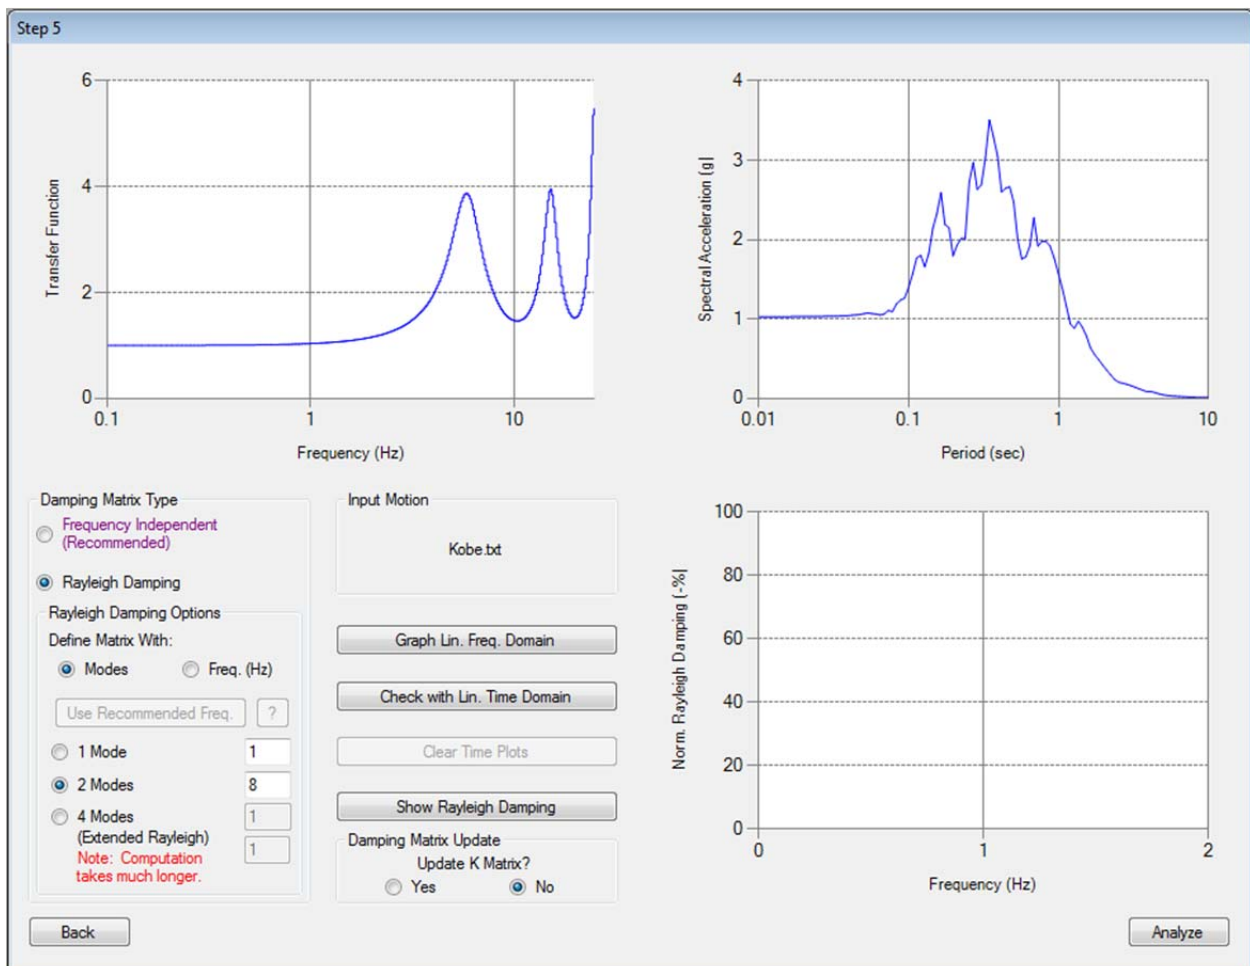 Step 5
6
4
2
0
0.1
1
10
Transfer Function
Frequency (Hz)
4
3
2
1
0
0.01
0.1
1
10
Spectral Acceleration (g)
Period (sec)
Damping Matrix Type
Frequency Independent
(Recommended)
Rayleigh Damping
Rayleigh Damping Options
Define Matrix With:
Modes
Freq. (Hz)
Use Recommended Freq.
?
1 Mode
1
2 Modes
8
4 Modes
(Extended Rayleigh)
1
Note: Computation
takes much longer.
1
Input Motion
Kobe.txt
Graph Lin. Freq. Domain
Check with Lin. Time Domain
Clear Time Plots
Show Rayleigh Damping
Damping Matrix Update
Update K Matrix?
Yes
No
100
80
60
40
20
0
0
1
2
Norm. Rayleigh Damping (-%)
Frequency (Hz)
Back
Analyze